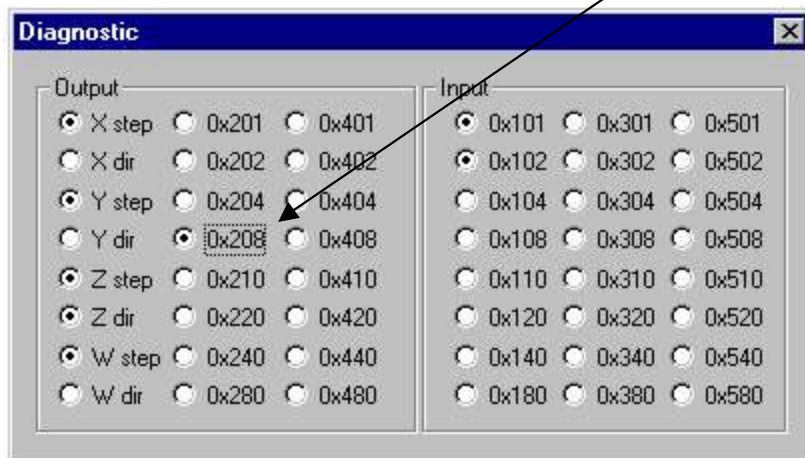 Diagnostic
Output Input
X step 0x201 0x401 0x101 0x301 0x501
X dir 0x202 0x402 0x102 0x302 0x502
Y step 0x204 0x404 0x104 0x304 0x504
Y dir 0x208 0x408 0x108 0x308 0x508
Z step 0x210 0x410 0x110 0x310 0x510
Z dir 0x220 0x420 0x120 0x320 0x520
W step 0x240 0x440 0x140 0x340 0x540
W dir 0x280 0x480 0x180 0x380 0x580